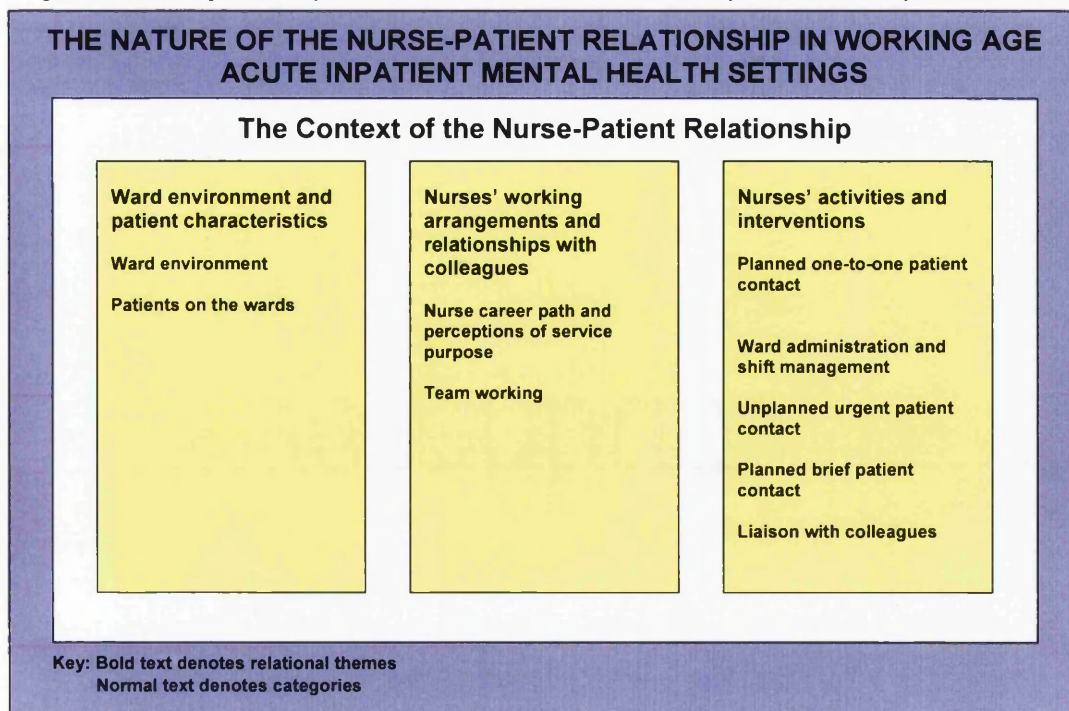 THE NATURE OF THE NURSE-PATIENT RELATIONSHIP IN WORKING AGE
ACUTE INPATIENT MENTAL HEALTH SETTINGS
The Context of the Nurse-Patient Relationship
Ward environment and
patient characteristics
Ward environment
Patients on the wards
Nurses' working
arrangements and
relationships with
colleagues
Nurse career path and
perceptions of service
purpose
Team working
Nurses' activities and
interventions
Planned one-to-one patient
contact
Ward administration and
shift management
Unplanned urgent patient
contact
Planned brief patient
contact
Liaison with colleagues
Key: Bold text denotes relational themes
Normal text denotes categories